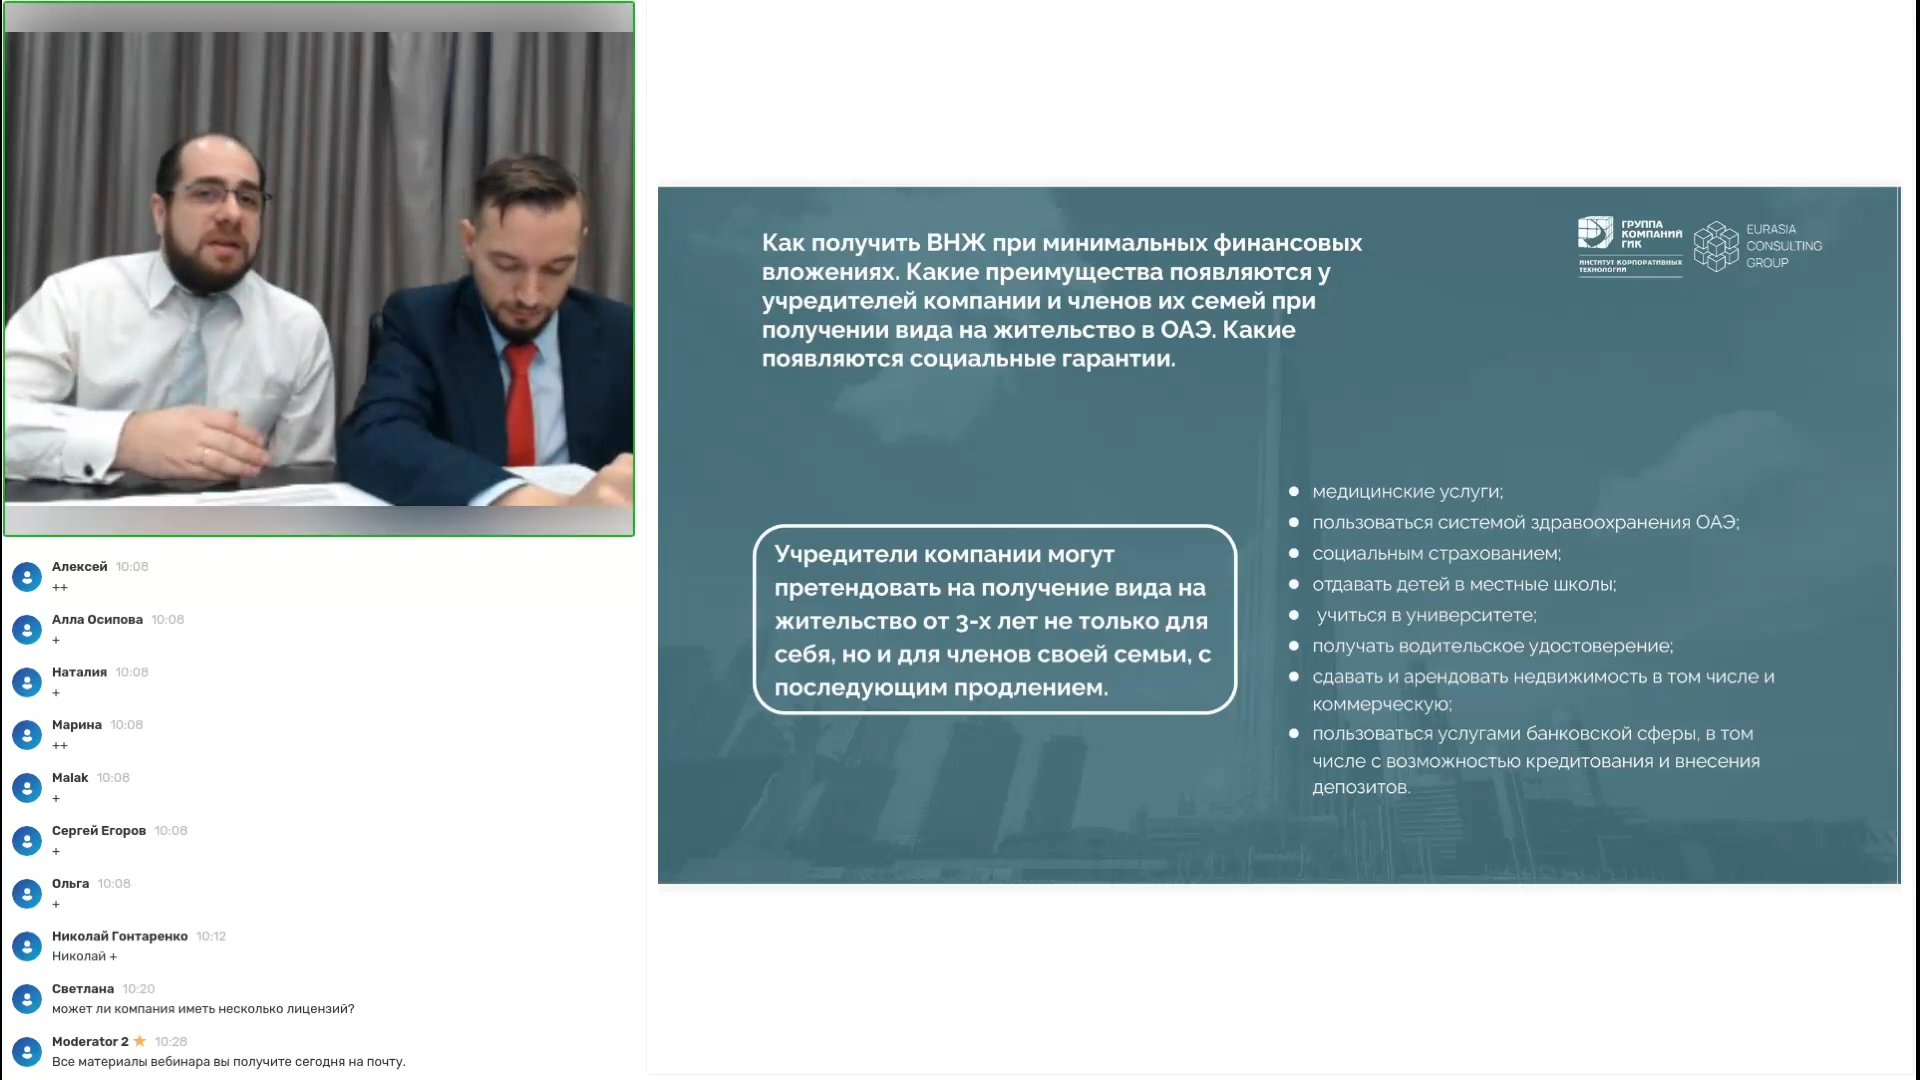 Алексей 10:08
++
Алла Осипова 10:08
+
Наталия 10:08
+
Марина 10:08
++
Malak 10:08
+
Сергей Егоров 10:08
+
Ольга 10:08
+
Николай Гонтаренко 10:12
Николай +
Светлана 10:20
может ли компания иметь несколько лицензий?
Moderator 2 10:28
Все материалы вебинара вы получите сегодня на почту.
Как получить ВНЖ при минимальных финансовых
вложениях. Какие преимущества появляются у
учредителей компании и членов их семей при
получении вида на жительство в ОАЭ. Какие
появляются социальные гарантии.
ГРУППА
КОМПАНИЙ
ГИК
ИНСТИТУТ КОРПОРАТИВНЫХ
ТЕХНОЛОГИЙ
EURASIA
CONSULTING
GROUP
Учредители компании могут
претендовать на получение вида на
жительство от 3-х лет не только для
себя, но и для членов своей семьи, с
последующим продлением.
медицинские услуги;
пользоваться системой здравоохранения ОАЭ;
социальным страхованием;
отдавать детей в местные школы;
учиться в университете;
получать водительское удостоверение;
сдавать и арендовать недвижимость в том числе и
коммерческую;
пользоваться услугами банковской сферы, в том
числе с возможностью кредитования и внесения
депозитов.